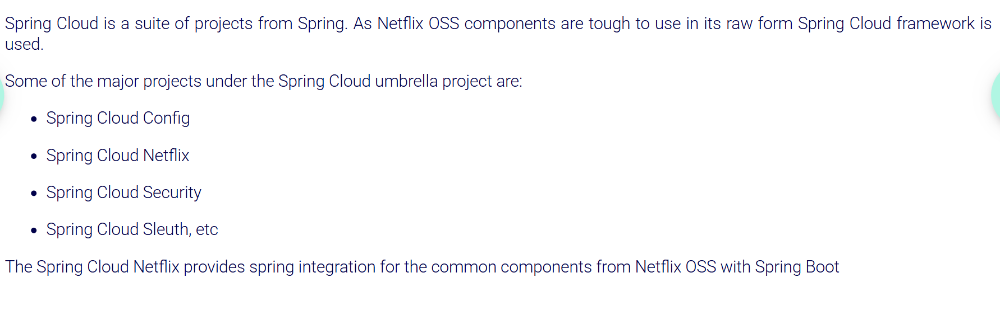 Spring Cloud is a suite of projects from Spring. As Netflix OSS components are tough to use in its raw form Spring Cloud framework is
used.
Some of the major projects under the Spring Cloud umbrella project are:
• Spring Cloud Config
• Spring Cloud Netflix
• Spring Cloud Security
• Spring Cloud Sleuth, etc
The Spring Cloud Netflix provides spring integration for the common components from Netflix OSS with Spring Boot